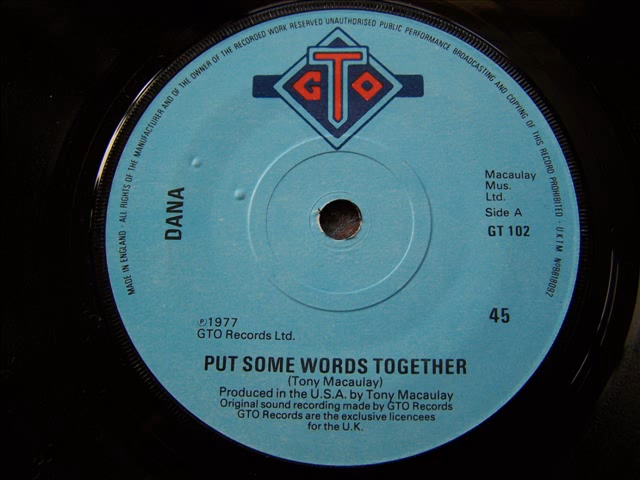 MADE IN ENGLAND · ALL RIGHTS OF THE MANUFACTURER AND OF THE OWNER OF THE RECORDED WORK RESERVED UNAUTHORISED PUBLIC PERFORMANCE BROADCASTING AND COPYING OF THIS RECORD PROHIBITED · U.K.T.M.
GTO
DANA
Macaulay
Mus.
Ltd.
Side A
GT 102
45
℗1977
GTO Records Ltd.
PUT SOME WORDS TOGETHER
(Tony Macaulay)
Produced in the U.S.A. by Tony Macaulay
Original sound recording made by GTO Records
GTO Records are the exclusive licencees
for the U.K.